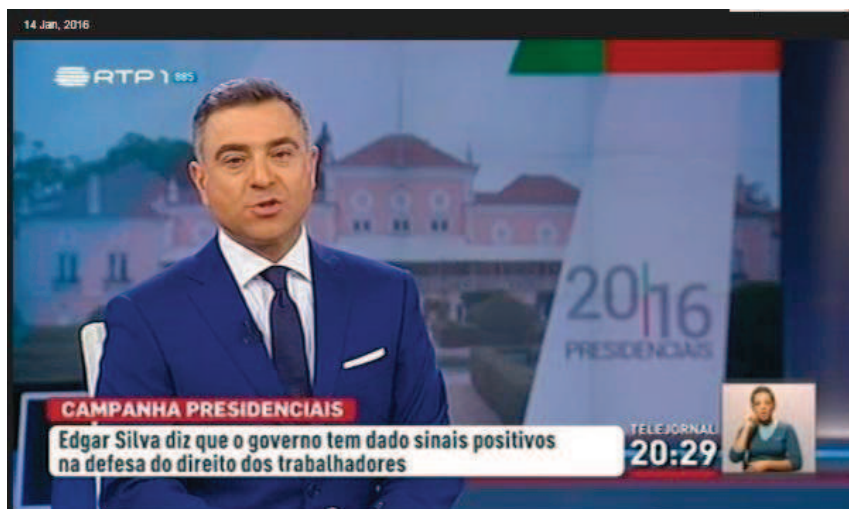 14 Jan, 2016
RTP 1 885
20 16
PRESIDENCIAIS
CAMPANHA PRESIDENCIAIS
Edgar Silva diz que o governo tem dado sinais positivos
na defesa do direito dos trabalhadores
TELEJORNAL
20:29